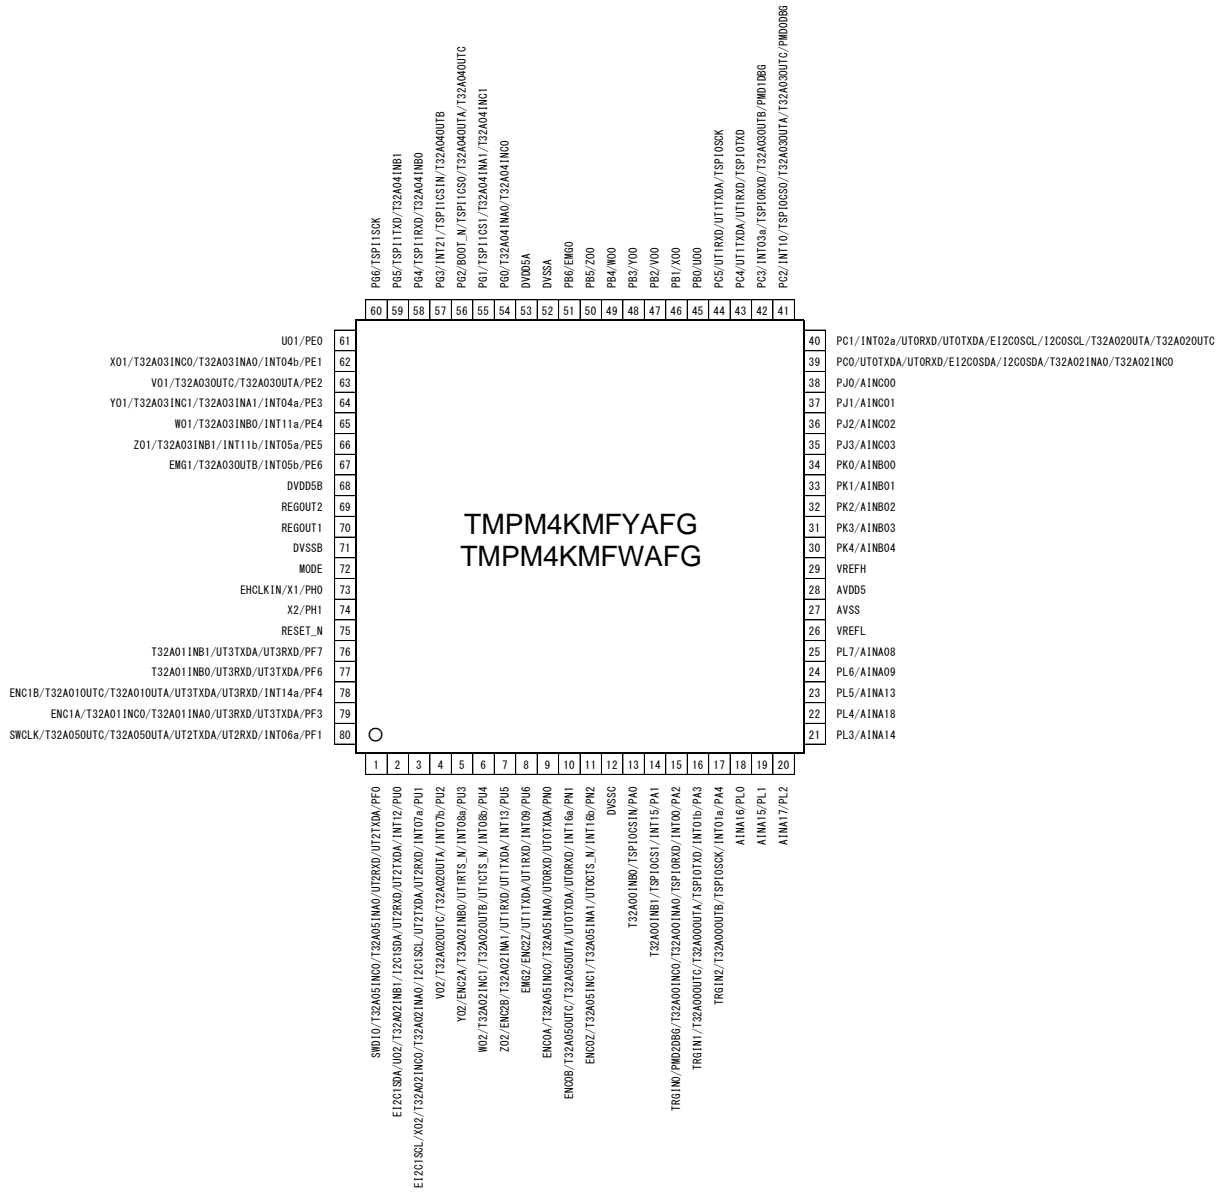 PG6/TSPI1SCK
PG5/TSPI1TXD/T32A04INB1
PG4/TSPI1RXD/T32A04INB0
PG3/INT21/TSPI1CSIN/T32A04OUTB
PG2/BOOT_N/TSPI1CS0/T32A04OUTA/T32A04OUTC
PG1/TSPI1CS1/T32A04INA1/T32A04INC1
PG0/T32A04INA0/T32A04INC0
DVDD5A
DVSSA
PB6/EMG0
PB5/ZO0
PB4/WO0
PB3/YO0
PB2/VO0
PB1/XO0
PB0/UO0
PC5/UT1RXD/UT1TXDA/TSPI0SCK
PC4/UT1TXDA/UT1RXD/TSPI0TXD
PC3/INT03a/TSPI0RXD/T32A03OUTB/PMD1DBG
PC2/INT10/TSPI0CS0/T32A03OUTA/T32A03OUTC/PMD0DBG
60 59 58 57 56 55 54 53 52 51 50 49 48 47 46 45 44 43 42 41
UO1/PE0 61
XO1/T32A03INC0/T32A03INA0/INT04b/PE1 62
VO1/T32A03OUTC/T32A03OUTA/PE2 63
YO1/T32A03INC1/T32A03INA1/INT04a/PE3 64
WO1/T32A03INB0/INT11a/PE4 65
ZO1/T32A03INB1/INT11b/INT05a/PE5 66
EMG1/T32A03OUTB/INT05b/PE6 67
DVDD5B 68
REGOUT2 69
REGOUT1 70
DVSSB 71
MODE 72
EHCLKIN/X1/PH0 73
X2/PH1 74
RESET_N 75
T32A01INB1/UT3TXDA/UT3RXD/PF7 76
T32A01INB0/UT3RXD/UT3TXDA/PF6 77
ENC1B/T32A01OUTC/T32A01OUTA/UT3TXDA/UT3RXD/INT14a/PF4 78
ENC1A/T32A01INC0/T32A01INA0/UT3RXD/UT3TXDA/PF3 79
SWCLK/T32A05OUTC/T32A05OUTA/UT2TXDA/UT2RXD/INT06a/PF1 80
TMPM4KMFYAFG
TMPM4KMFWAFG
40 PC1/INT02a/UT0RXD/UT0TXDA/EI2C0SCL/I2C0SCL/T32A02OUTA/T32A02OUTC
39 PC0/UT0TXDA/UT0RXD/EI2C0SDA/I2C0SDA/T32A02INA0/T32A02INC0
38 PJ0/AINC00
37 PJ1/AINC01
36 PJ2/AINC02
35 PJ3/AINC03
34 PK0/AINB00
33 PK1/AINB01
32 PK2/AINB02
31 PK3/AINB03
30 PK4/AINB04
29 VREFH
28 AVDD5
27 AVSS
26 VREFL
25 PL7/AINA08
24 PL6/AINA09
23 PL5/AINA13
22 PL4/AINA18
21 PL3/AINA14
1 2 3 4 5 6 7 8 9 10 11 12 13 14 15 16 17 18 19 20
SWDIO/T32A05INC0/T32A05INA0/UT2RXD/UT2TXDA/PF0
EI2C1SDA/UO2/T32A02INB1/I2C1SDA/UT2RXD/UT2TXDA/INT12/PU0
EI2C1SCL/XO2/T32A02INC0/T32A02INA0/I2C1SCL/UT2TXDA/UT2RXD/INT07a/PU1
VO2/T32A02OUTC/T32A02OUTA/INT07b/PU2
YO2/ENC2A/T32A02INB0/UT1RTS_N/INT08a/PU3
WO2/T32A02INC1/T32A02OUTB/UT1CTS_N/INT08b/PU4
ZO2/ENC2B/T32A02INA1/UT1RXD/UT1TXDA/INT13/PU5
EMG2/ENC2Z/UT1TXDA/UT1RXD/INT09/PU6
ENC0A/T32A05INC0/T32A05INA0/UT0RXD/UT0TXDA/PN0
ENC0B/T32A05OUTC/T32A05OUTA/UT0TXDA/UT0RXD/INT16a/PN1
ENC0Z/T32A05INC1/T32A05INA1/UT0CTS_N/INT16b/PN2
DVSSC
T32A00INB0/TSPI0CSIN/PA0
T32A00INB1/TSPI0CS1/INT15/PA1
TRGIN0/PMD2DBG/T32A00INC0/T32A00INA0/TSPI0RXD/INT00/PA2
TRGIN1/T32A00OUTC/T32A00OUTA/TSPI0TXD/INT01b/PA3
TRGIN2/T32A00OUTB/TSPI0SCK/INT01a/PA4
AINA16/PL0
AINA15/PL1
AINA17/PL2